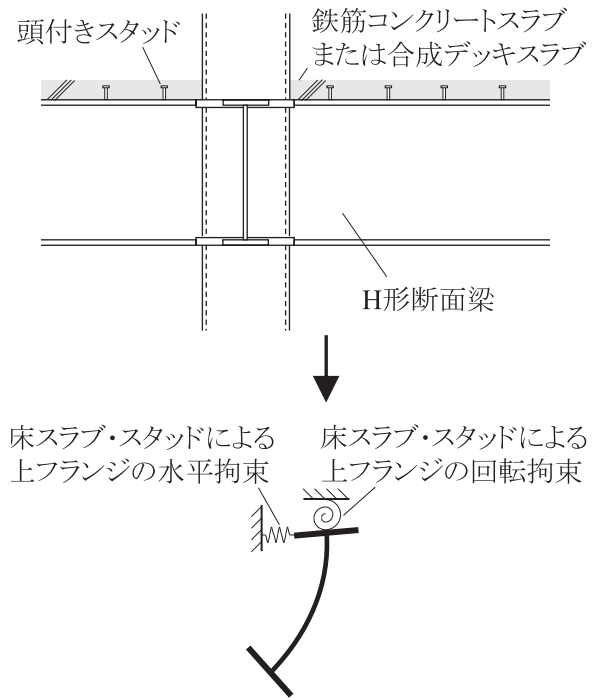 頭付きスタッド
鉄筋コンクリートスラブ
または合成デッキスラブ
H形断面梁
床スラブ・スタッドによる
上フランジの水平拘束
床スラブ・スタッドによる
上フランジの回転拘束